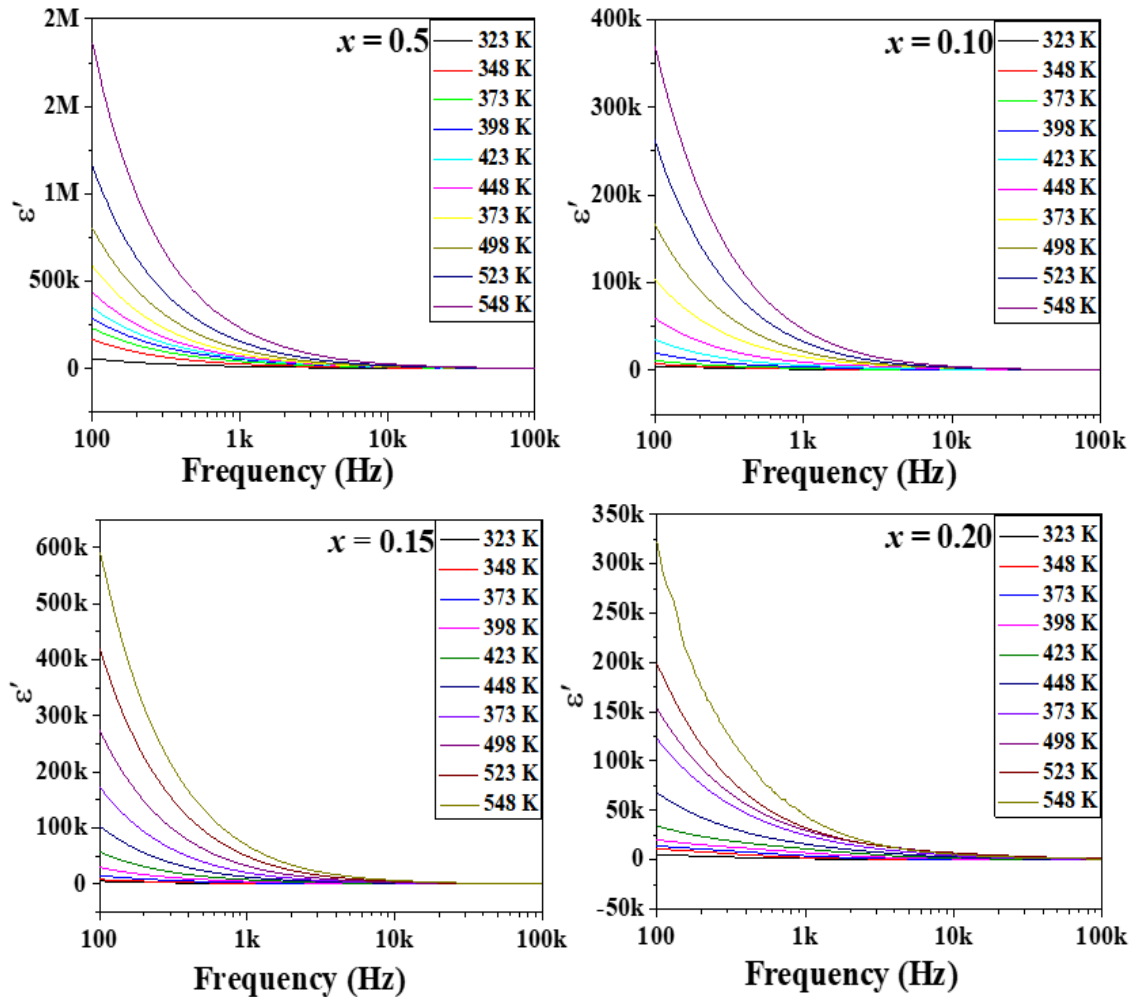 x = 0.5
323 K
348 K
373 K
398 K
423 K
448 K
373 K
498 K
523 K
548 K
2M
2M
1M
500k
0
ε′
100
1k
10k
100k
Frequency (Hz)
x = 0.10
323 K
348 K
373 K
398 K
423 K
448 K
373 K
498 K
523 K
548 K
400k
300k
200k
100k
0
ε′
100
1k
10k
100k
Frequency (Hz)
x = 0.15
323 K
348 K
373 K
398 K
423 K
448 K
373 K
498 K
523 K
548 K
600k
500k
400k
300k
200k
100k
0
ε′
100
1k
10k
100k
Frequency (Hz)
x = 0.20
323 K
348 K
373 K
398 K
423 K
448 K
373 K
498 K
523 K
548 K
350k
300k
250k
200k
150k
100k
50k
0
-50k
ε′
100
1k
10k
100k
Frequency (Hz)